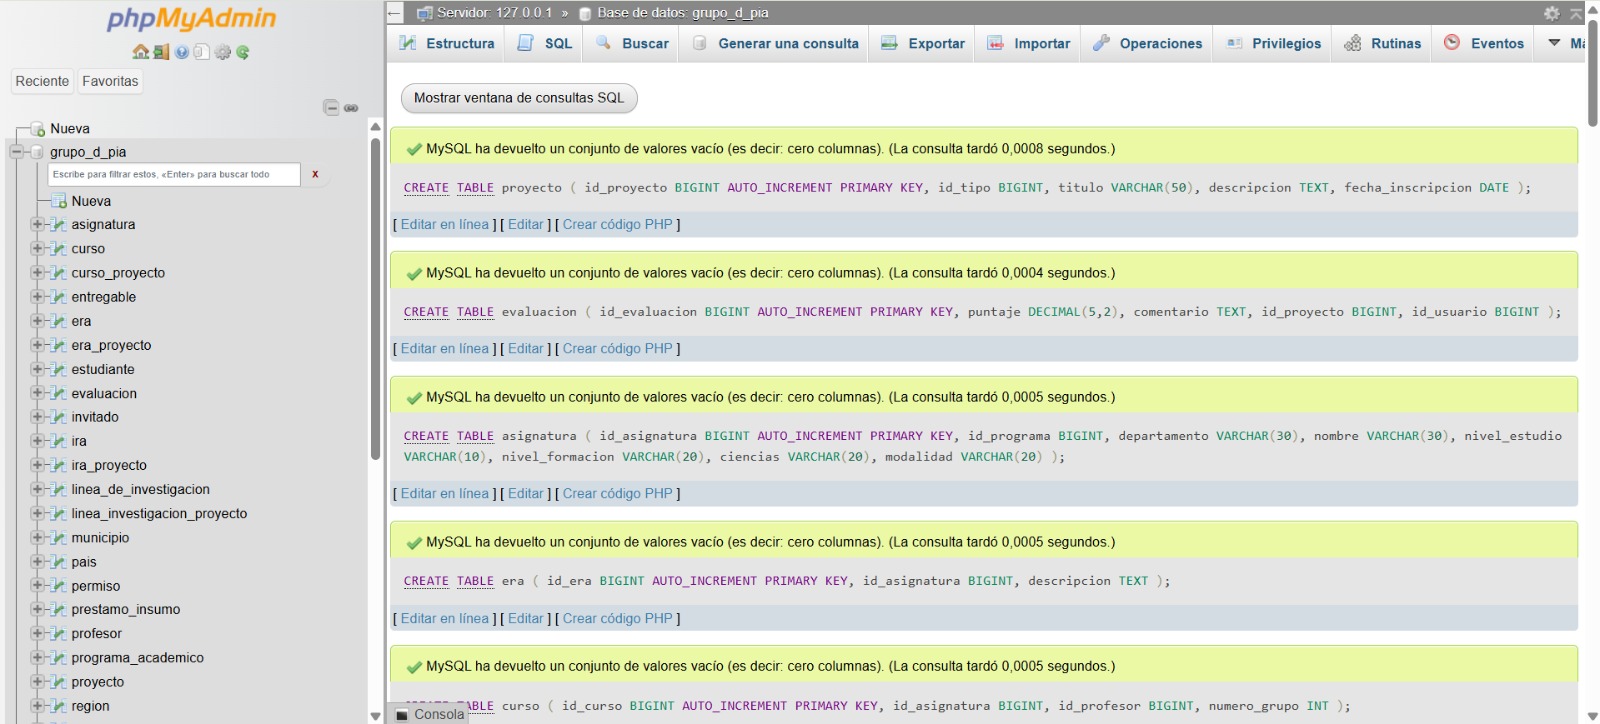 phpMyAdmin
Reciente Favoritas
Nueva
grupo_d_pia
Escribe para filtrar estos, «Enter» para buscar todo x
Nueva
asignatura
curso
curso_proyecto
entregable
era
era_proyecto
estudiante
evaluacion
invitado
ira
ira_proyecto
linea_de_investigacion
linea_investigacion_proyecto
municipio
pais
permiso
prestamo_insumo
profesor
programa_academico
proyecto
region
Servidor: 127.0.0.1 » Base de datos: grupo_d_pia
Estructura SQL Buscar Generar una consulta Exportar Importar Operaciones Privilegios Rutinas Eventos Má
Mostrar ventana de consultas SQL
MySQL ha devuelto un conjunto de valores vacío (es decir: cero columnas). (La consulta tardó 0,0008 segundos.)
CREATE TABLE proyecto ( id_proyecto BIGINT AUTO_INCREMENT PRIMARY KEY, id_tipo BIGINT, titulo VARCHAR(50), descripcion TEXT, fecha_inscripcion DATE );
[ Editar en línea ] [ Editar ] [ Crear código PHP ]
MySQL ha devuelto un conjunto de valores vacío (es decir: cero columnas). (La consulta tardó 0,0004 segundos.)
CREATE TABLE evaluacion ( id_evaluacion BIGINT AUTO_INCREMENT PRIMARY KEY, puntaje DECIMAL(5,2), comentario TEXT, id_proyecto BIGINT, id_usuario BIGINT );
[ Editar en línea ] [ Editar ] [ Crear código PHP ]
MySQL ha devuelto un conjunto de valores vacío (es decir: cero columnas). (La consulta tardó 0,0005 segundos.)
CREATE TABLE asignatura ( id_asignatura BIGINT AUTO_INCREMENT PRIMARY KEY, id_programa BIGINT, departamento VARCHAR(30), nombre VARCHAR(30), nivel_estudio
VARCHAR(10), nivel_formacion VARCHAR(20), ciencias VARCHAR(20), modalidad VARCHAR(20) );
[ Editar en línea ] [ Editar ] [ Crear código PHP ]
MySQL ha devuelto un conjunto de valores vacío (es decir: cero columnas). (La consulta tardó 0,0005 segundos.)
CREATE TABLE era ( id_era BIGINT AUTO_INCREMENT PRIMARY KEY, id_asignatura BIGINT, descripcion TEXT );
[ Editar en línea ] [ Editar ] [ Crear código PHP ]
MySQL ha devuelto un conjunto de valores vacío (es decir: cero columnas). (La consulta tardó 0,0005 segundos.)
CREATE TABLE curso ( id_curso BIGINT AUTO_INCREMENT PRIMARY KEY, id_asignatura BIGINT, id_profesor BIGINT, numero_grupo INT );
Consola